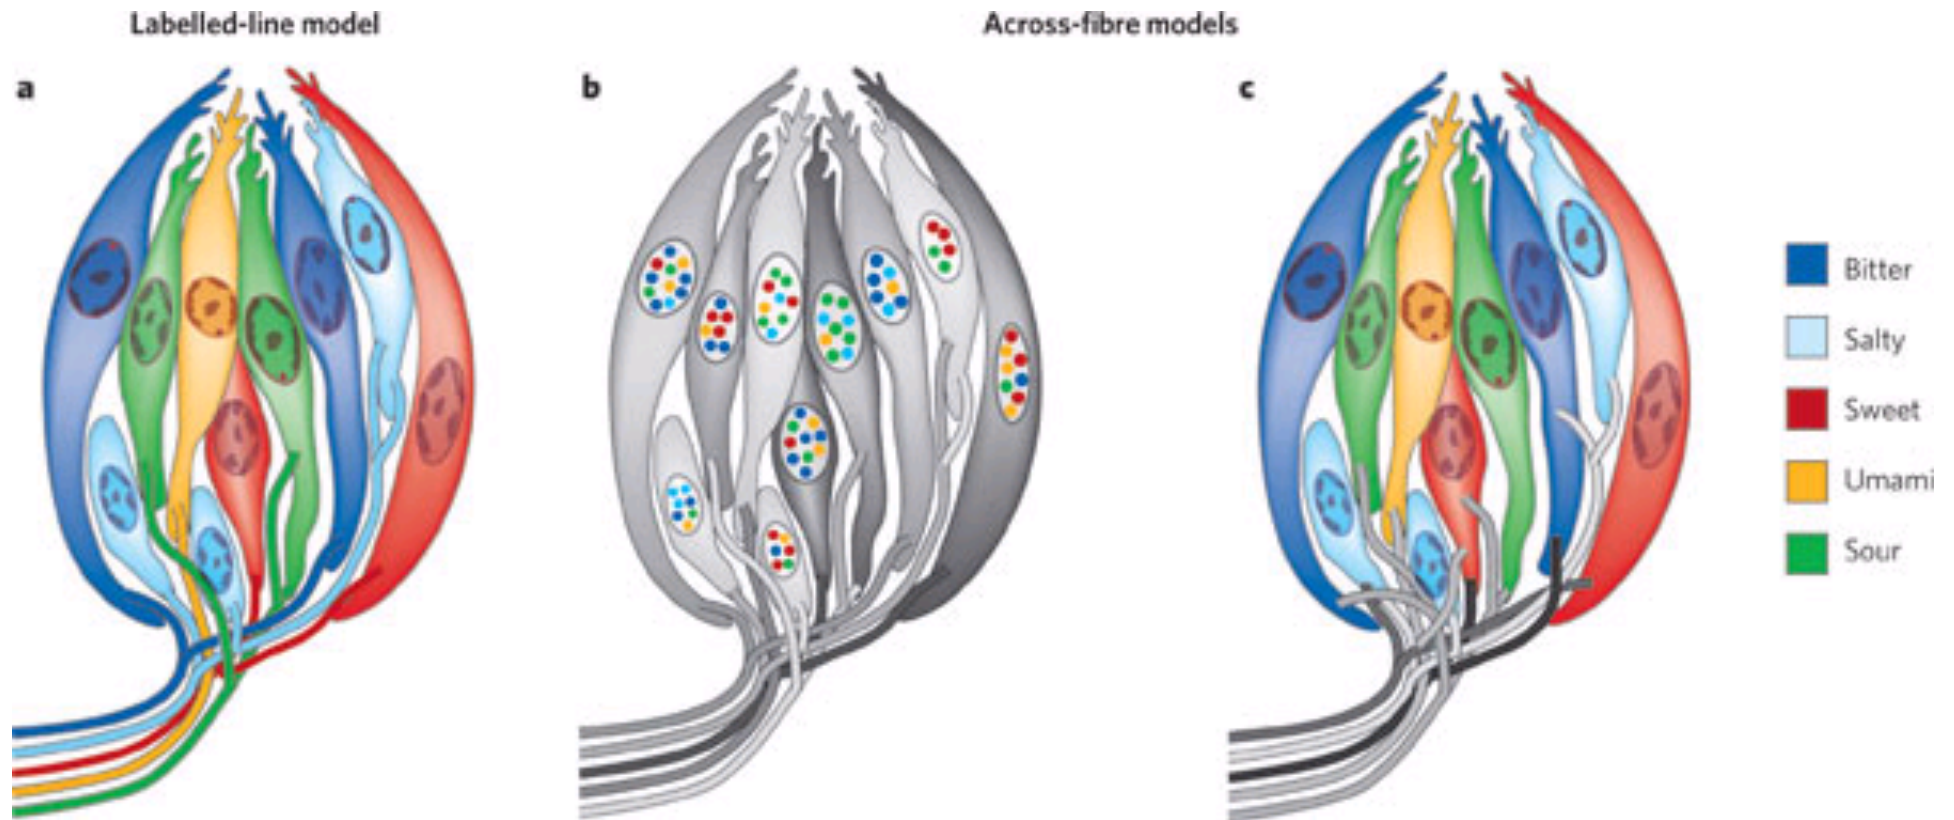 Labelled-line model
Across-fibre models
a
b
c
Bitter
Salty
Sweet
Umami
Sour